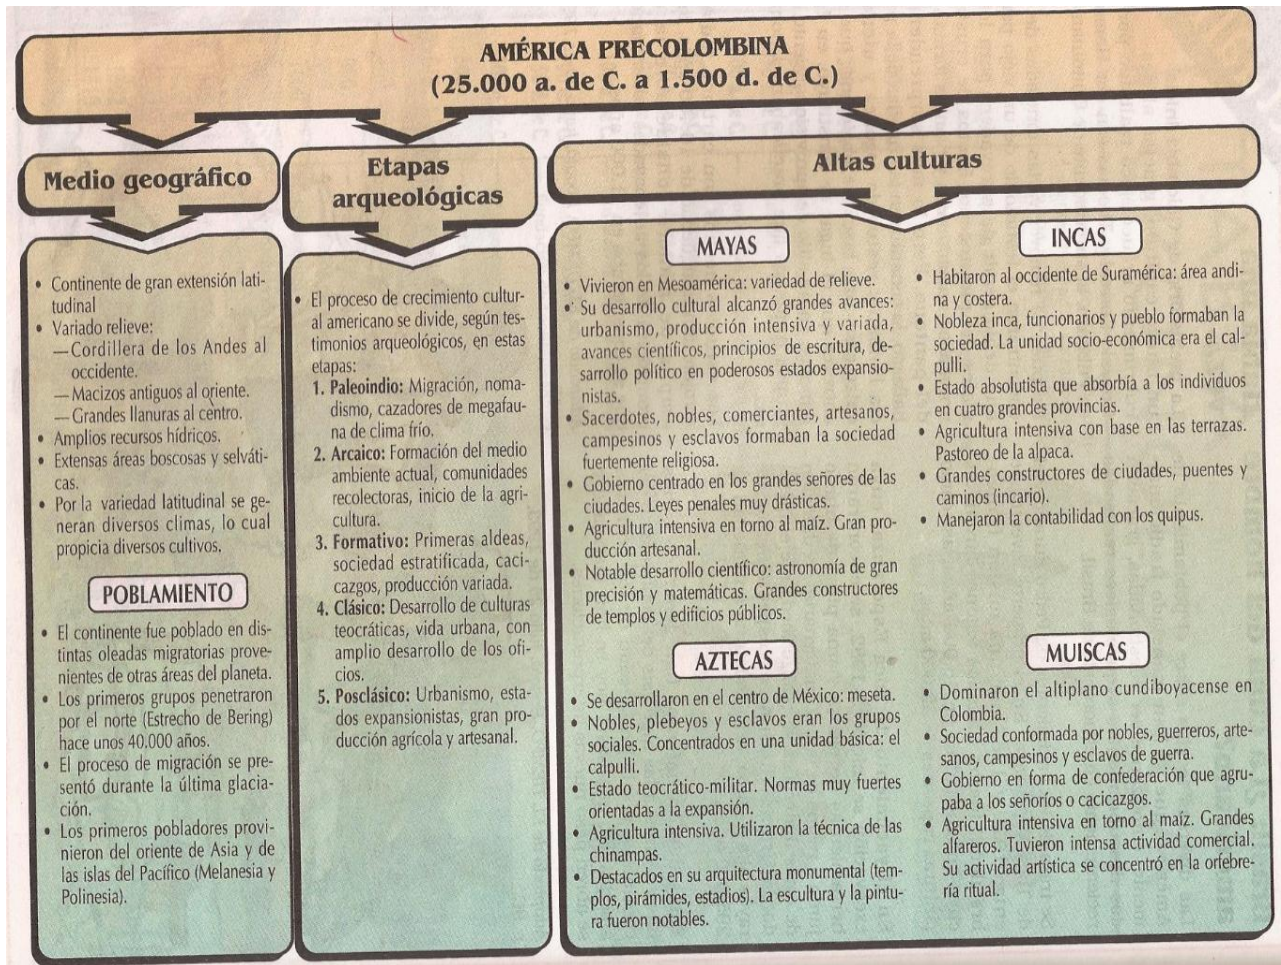 AMÉRICA PRECOLOMBINA
(25.000 a. de C. a 1.500 d. de C.)
Medio geográfico
• Continente de gran extensión lati-
tudinal
• Variado relieve:
—Cordillera de los Andes al
occidente.
—Macizos antiguos al oriente.
—Grandes llanuras al centro.
• Amplios recursos hídricos.
• Extensas áreas boscosas y selváti-
cas.
• Por la variedad latitudinal se ge-
neran diversos climas, lo cual
propicia diversos cultivos.
POBLAMIENTO
• El continente fue poblado en dis-
tintas oleadas migratorias prove-
nientes de otras áreas del planeta.
• Los primeros grupos penetraron
por el norte (Estrecho de Bering)
hace unos 40.000 años.
• El proceso de migración se pre-
sentó durante la última glacia-
ción.
• Los primeros pobladores provi-
nieron del oriente de Asia y de
las islas del Pacífico (Melanesia y
Polinesia).
Etapas
arqueológicas
• El proceso de crecimiento cultur-
al americano se divide, según tes-
timonios arqueológicos, en estas
etapas:
1. Paleoindio: Migración, noma-
dismo, cazadores de megafau-
na de clima frío.
2. Arcaico: Formación del medio
ambiente actual, comunidades
recolectoras, inicio de la agri-
cultura.
3. Formativo: Primeras aldeas,
sociedad estratificada, caci-
cazgos, producción variada.
4. Clásico: Desarrollo de culturas
teocráticas, vida urbana, con
amplio desarrollo de los ofi-
cios.
5. Posclásico: Urbanismo, esta-
dos expansionistas, gran pro-
ducción agrícola y artesanal.
Altas culturas
MAYAS
• Vivieron en Mesoamérica: variedad de relieve.
• Su desarrollo cultural alcanzó grandes avances:
urbanismo, producción intensiva y variada,
avances científicos, principios de escritura, de-
sarrollo político en poderosos estados expansio-
nistas.
• Sacerdotes, nobles, comerciantes, artesanos,
campesinos y esclavos formaban la sociedad
fuertemente religiosa.
• Gobierno centrado en los grandes señores de las
ciudades. Leyes penales muy drásticas.
• Agricultura intensiva en torno al maíz. Gran pro-
ducción artesanal.
• Notable desarrollo científico: astronomía de gran
precisión y matemáticas. Grandes constructores
de templos y edificios públicos.
AZTECAS
• Se desarrollaron en el centro de México: meseta.
• Nobles, plebeyos y esclavos eran los grupos
sociales. Concentrados en una unidad básica: el
calpulli.
• Estado teocrático-militar. Normas muy fuertes
orientadas a la expansión.
• Agricultura intensiva. Utilizaron la técnica de las
chinampas.
• Destacados en su arquitectura monumental (tem-
plos, pirámides, estadios). La escultura y la pintu-
ra fueron notables.
INCAS
• Habitaron al occidente de Suramérica: área andi-
na y costera.
• Nobleza inca, funcionarios y pueblo formaban la
sociedad. La unidad socio-económica era el cal-
pulli.
• Estado absolutista que absorbía a los individuos
en cuatro grandes provincias.
• Agricultura intensiva con base en las terrazas.
Pastoreo de la alpaca.
• Grandes constructores de ciudades, puentes y
caminos (incario).
• Manejaron la contabilidad con los quipus.
MUISCAS
• Dominaron el altiplano cundiboyacense en
Colombia.
• Sociedad conformada por nobles, guerreros, arte-
sanos, campesinos y esclavos de guerra.
• Gobierno en forma de confederación que agru-
paba a los señoríos o cacicazgos.
• Agricultura intensiva en torno al maíz. Grandes
alfareros. Tuvieron intensa actividad comercial.
Su actividad artística se concentró en la orfebre-
ría ritual.